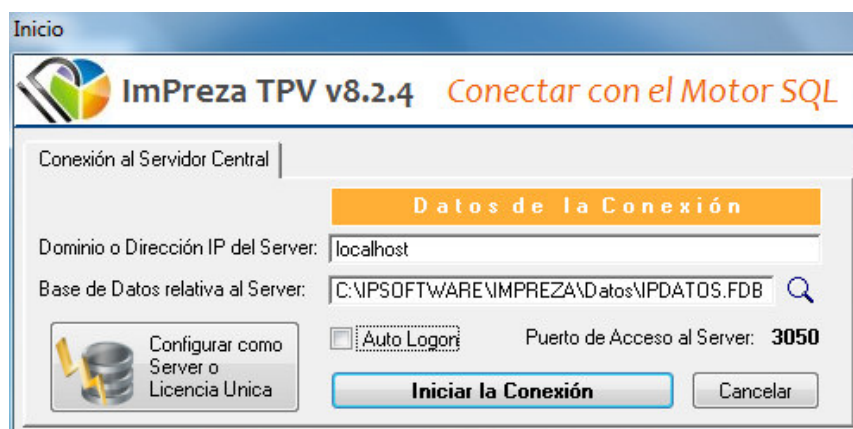 Inicio
ImPreza TPV v8.2.4 Conectar con el Motor SQL
Conexión al Servidor Central
Datos de la Conexión
Dominio o Dirección IP del Server: localhost
Base de Datos relativa al Server: C:\IPSOFTWARE\IMPREZA\Datos\IPDATOS.FDB
Configurar como
Server o
Licencia Unica
Auto Logon Puerto de Acceso al Server: 3050
Iniciar la Conexión Cancelar